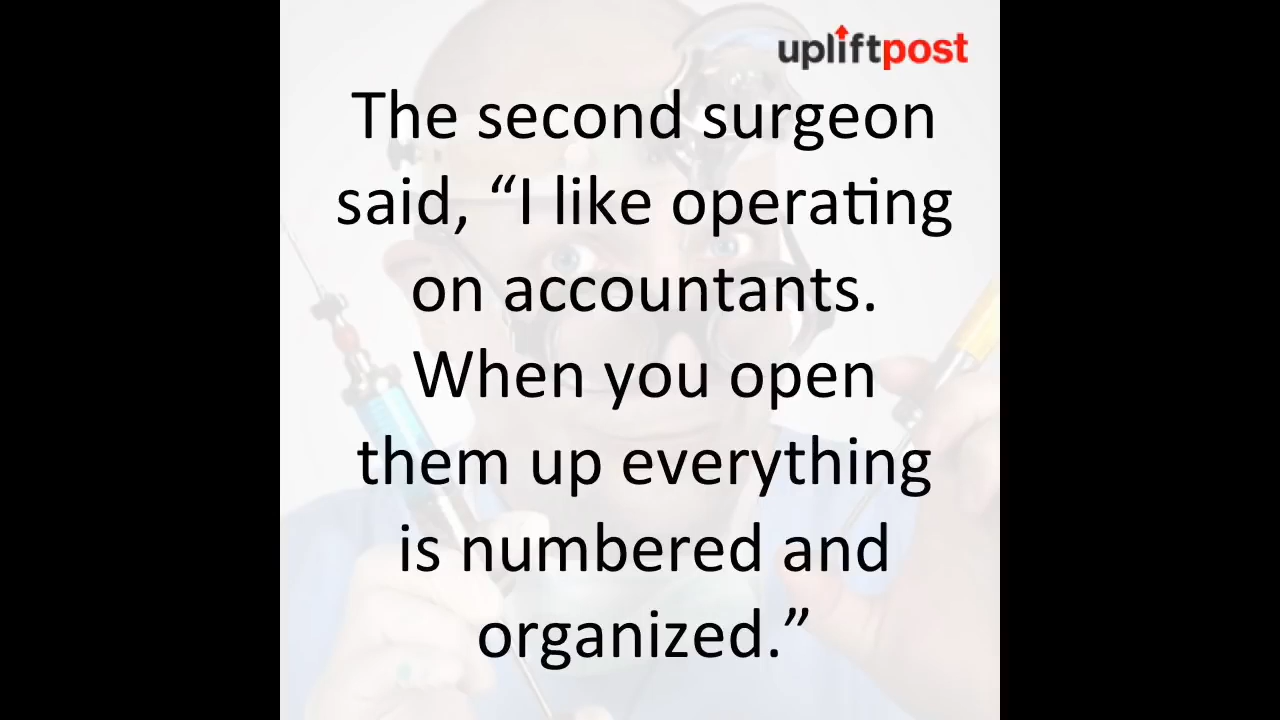 upliftpost
The second surgeon
said, “I like operating
on accountants.
When you open
them up everything
is numbered and
organized.”